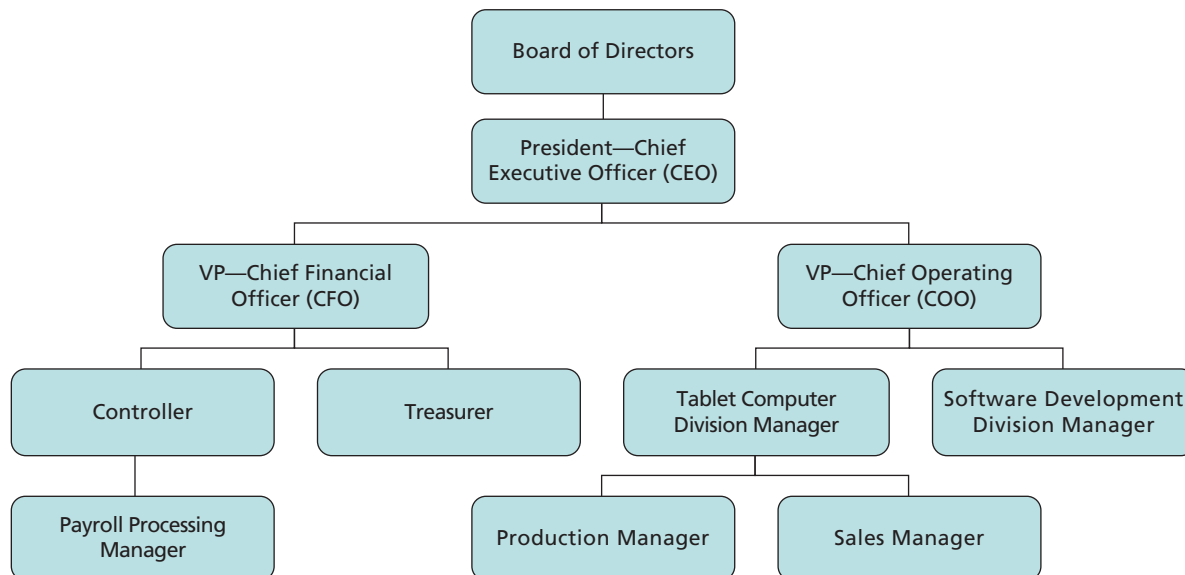 Board of Directors
President—Chief
Executive Officer (CEO)
VP—Chief Financial
Officer (CFO)
VP—Chief Operating
Officer (COO)
Controller
Treasurer
Tablet Computer
Division Manager
Software Development
Division Manager
Payroll Processing
Manager
Production Manager
Sales Manager